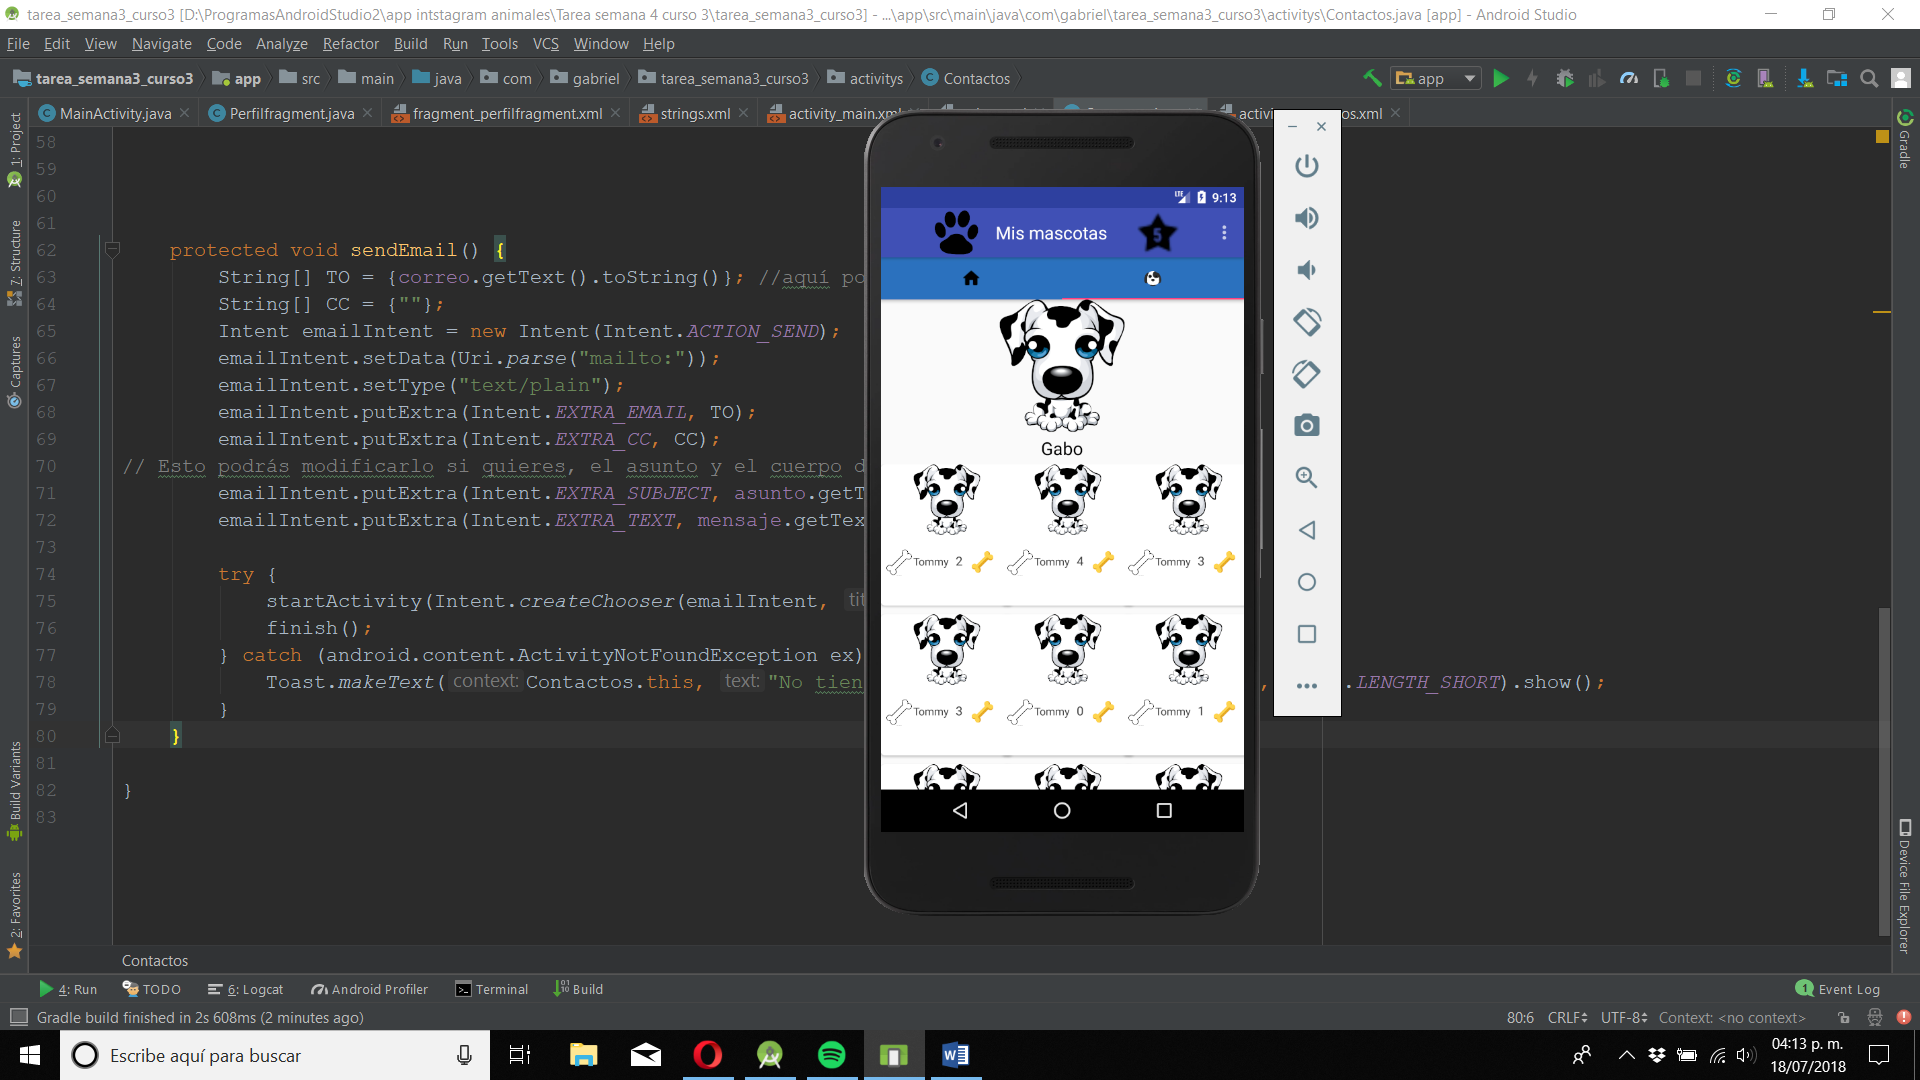 tarea_semana3_curso3 [D:\ProgramasAndroidStudio2\app intstagram animales\Tarea semana 4 curso 3\tarea_semana3_curso3] - ...\app\src\main\java\com\gabriel\tarea_semana3_curso3\activitys\Contactos.java [app] - Android Studio
File Edit View Navigate Code Analyze Refactor Build Run Tools VCS Window Help
tarea_semana3_curso3 app src main java com gabriel tarea_semana3_curso3 activitys Contactos
app
MainActivity.java Perfilfragment.java fragment_perfilfragment.xml strings.xml activity_main.xml activi os.xml
1: Project
7: Structure
Captures
Build Variants
2: Favorites
Gradle
Device File Explorer
58
59
60
61
62 protected void sendEmail() {
63 String[] TO = {correo.getText().toString()}; //aquí po
64 String[] CC = {""};
65 Intent emailIntent = new Intent(Intent.ACTION_SEND);
66 emailIntent.setData(Uri.parse("mailto:"));
67 emailIntent.setType("text/plain");
68 emailIntent.putExtra(Intent.EXTRA_EMAIL, TO);
69 emailIntent.putExtra(Intent.EXTRA_CC, CC);
70 // Esto podrás modificarlo si quieres, el asunto y el cuerpo d
71 emailIntent.putExtra(Intent.EXTRA_SUBJECT, asunto.getT
72 emailIntent.putExtra(Intent.EXTRA_TEXT, mensaje.getTex
73
74 try {
75 startActivity(Intent.createChooser(emailIntent, tit
76 finish();
77 } catch (android.content.ActivityNotFoundException ex)
78 Toast.makeText( context: Contactos.this, text: "No tien , .LENGTH_SHORT).show();
79 }
80 }
81
82 }
83
LTE 9:13
Mis mascotas 5
Gabo
Tommy 2 Tommy 4 Tommy 3
Tommy 3 Tommy 0 Tommy 1
Contactos
4: Run TODO 6: Logcat Android Profiler Terminal Build 1 Event Log
Gradle build finished in 2s 608ms (2 minutes ago) 80:6 CRLF UTF-8 Context: <no context>
Escribe aquí para buscar
04:13 p. m.
18/07/2018